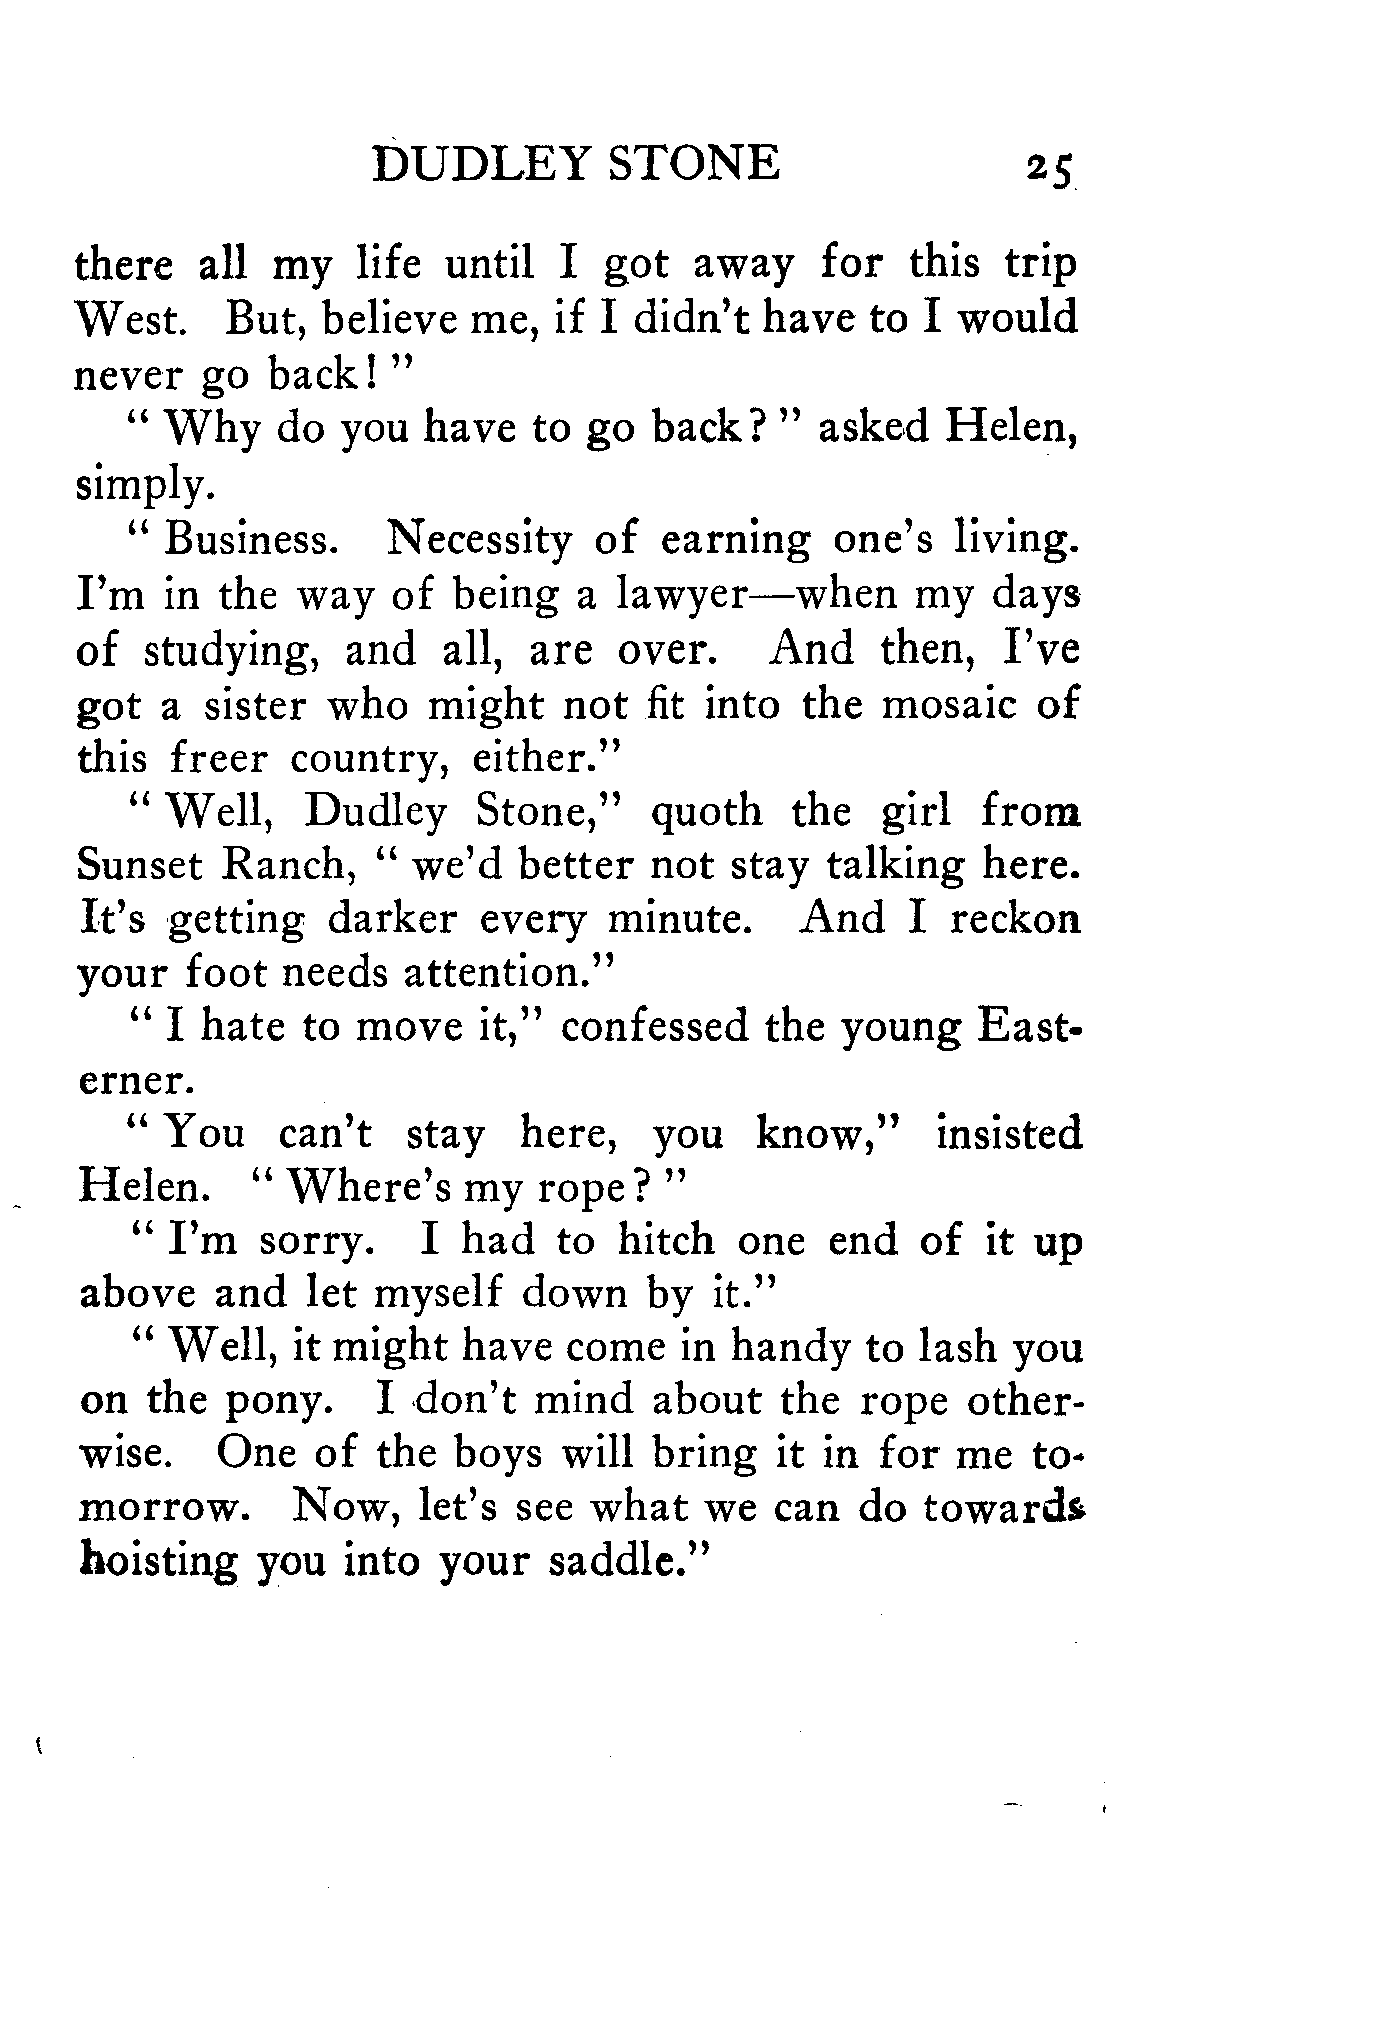 DUDLEY STONE 25
there all my life until I got away for this trip
West. But, believe me, if I didn't have to I would
never go back! "
" Why do you have to go back? " asked Helen,
simply.
" Business. Necessity of earning one's living.
I'm in the way of being a lawyer—when my days
of studying, and all, are over. And then, I've
got a sister who might not fit into the mosaic of
this freer country, either."
" Well, Dudley Stone," quoth the girl from
Sunset Ranch, " we'd better not stay talking here.
It's getting darker every minute. And I reckon
your foot needs attention."
" I hate to move it," confessed the young East-
erner.
" You can't stay here, you know," insisted
Helen. " Where's my rope? "
" I'm sorry. I had to hitch one end of it up
above and let myself down by it."
" Well, it might have come in handy to lash you
on the pony. I don't mind about the rope other-
wise. One of the boys will bring it in for me to-
morrow. Now, let's see what we can do towards
hoisting you into your saddle."